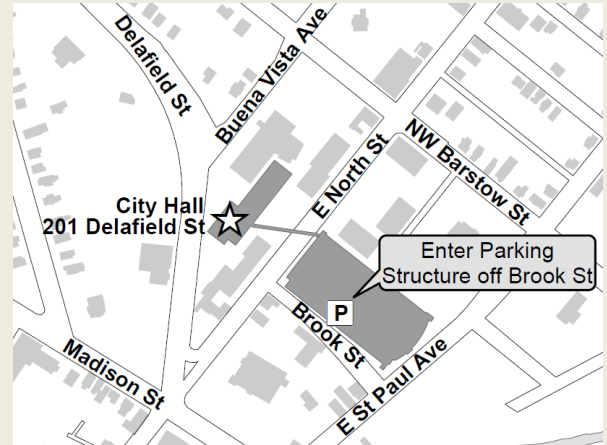 Delafield St
Buena Vista Ave
NW Barstow St
E North St
City Hall
201 Delafield St
Enter Parking
Structure off Brook St
P
Brook St
Madison St
E St Paul Ave